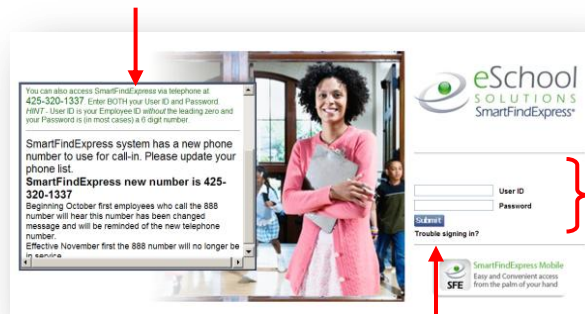 You can also access SmartFindExpress via telephone at
425-320-1337. Enter BOTH your User ID and Password.
HINT - User ID is your Employee ID without the leading zero and
your Password is (in most cases) a 6 digit number
SmartFindExpress system has a new phone
number to use for call-in. Please update your
phone list.
SmartFindExpress new number is 425-
320-1337
Beginning October first employees who call the 888
number will hear this number has been changed
message and will be reminded of the new telephone
number.
Effective November first the 888 number will no longer be
in service
eSchool
SOLUTIONS
SmartFindExpress®
User ID
Password
Submit
Trouble signing in?
SFE
SmartFindExpress Mobile
Easy and Convenient access
from the palm of your hand